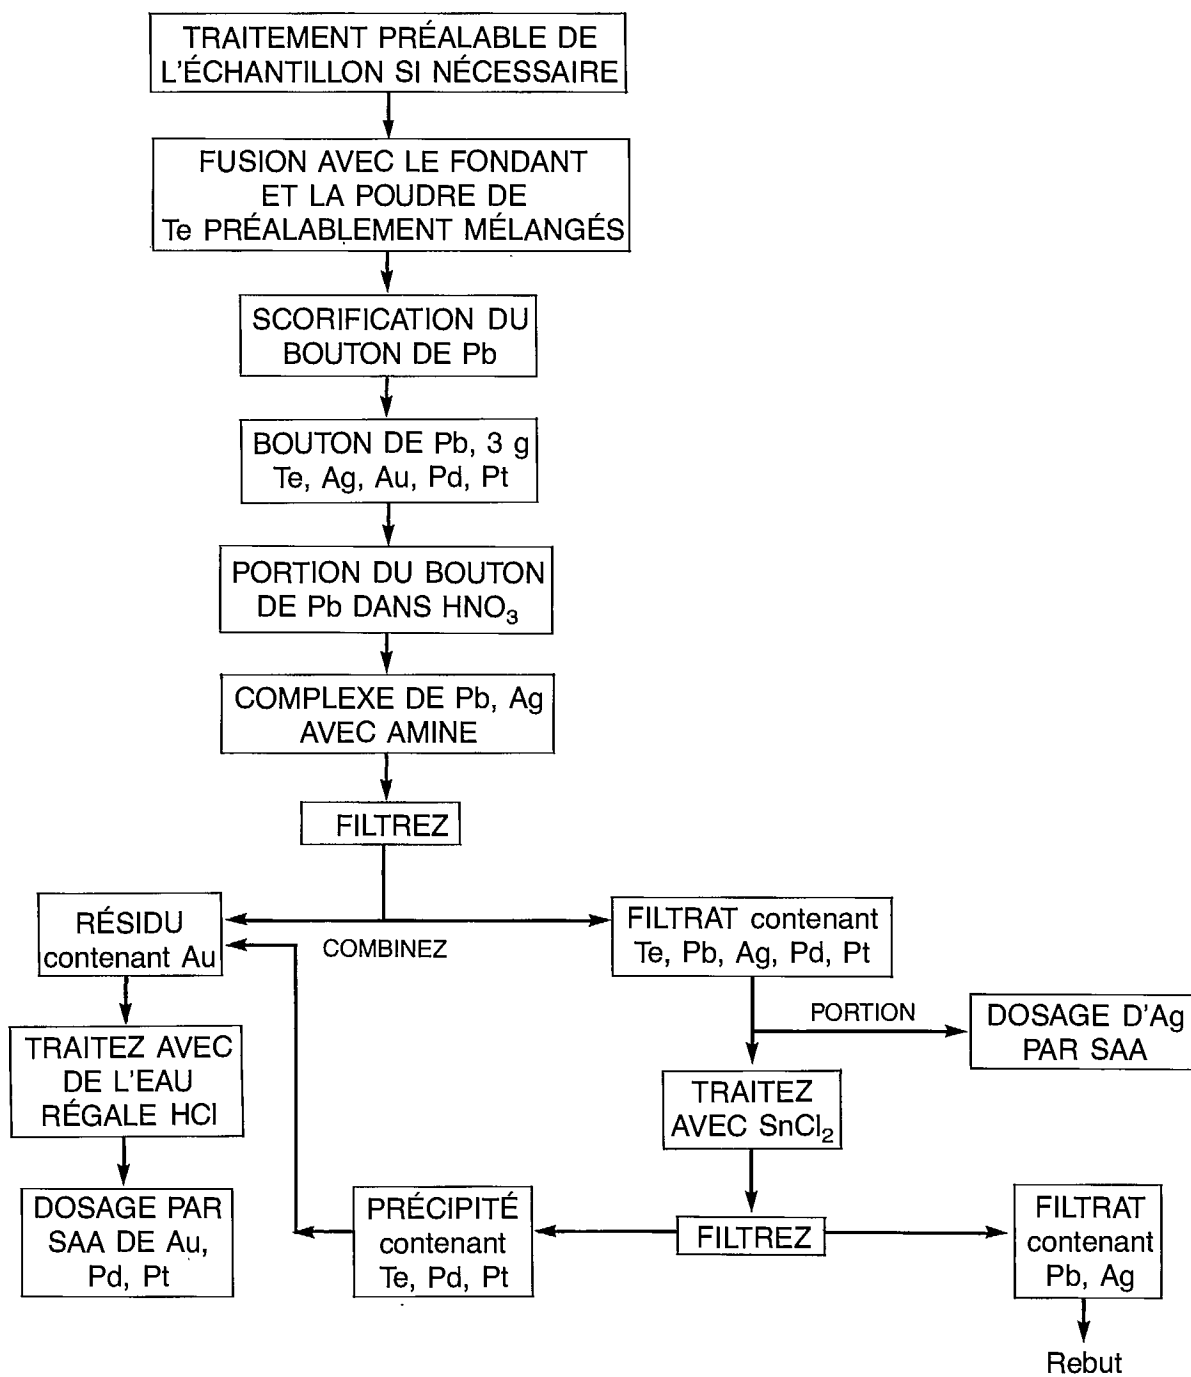 TRAITEMENT PRÉALABLE DE
L'ÉCHANTILLON SI NÉCESSAIRE
FUSION AVEC LE FONDANT
ET LA POUDRE DE
Te PRÉALABLEMENT MÉLANGÉS
SCORIFICATION DU
BOUTON DE Pb
BOUTON DE Pb, 3 g
Te, Ag, Au, Pd, Pt
PORTION DU BOUTON
DE Pb DANS HNO₃
COMPLEXE DE Pb, Ag
AVEC AMINE
FILTREZ
RÉSIDU
contenant Au
COMBINEZ
FILTRAT contenant
Te, Pb, Ag, Pd, Pt
PORTION
DOSAGE D'Ag
PAR SAA
TRAITEZ AVEC
DE L'EAU
RÉGALE HCl
TRAITEZ
AVEC SnCl₂
DOSAGE PAR
SAA DE Au,
Pd, Pt
PRÉCIPITÉ
contenant
Te, Pd, Pt
FILTREZ
FILTRAT
contenant
Pb, Ag
Rebut